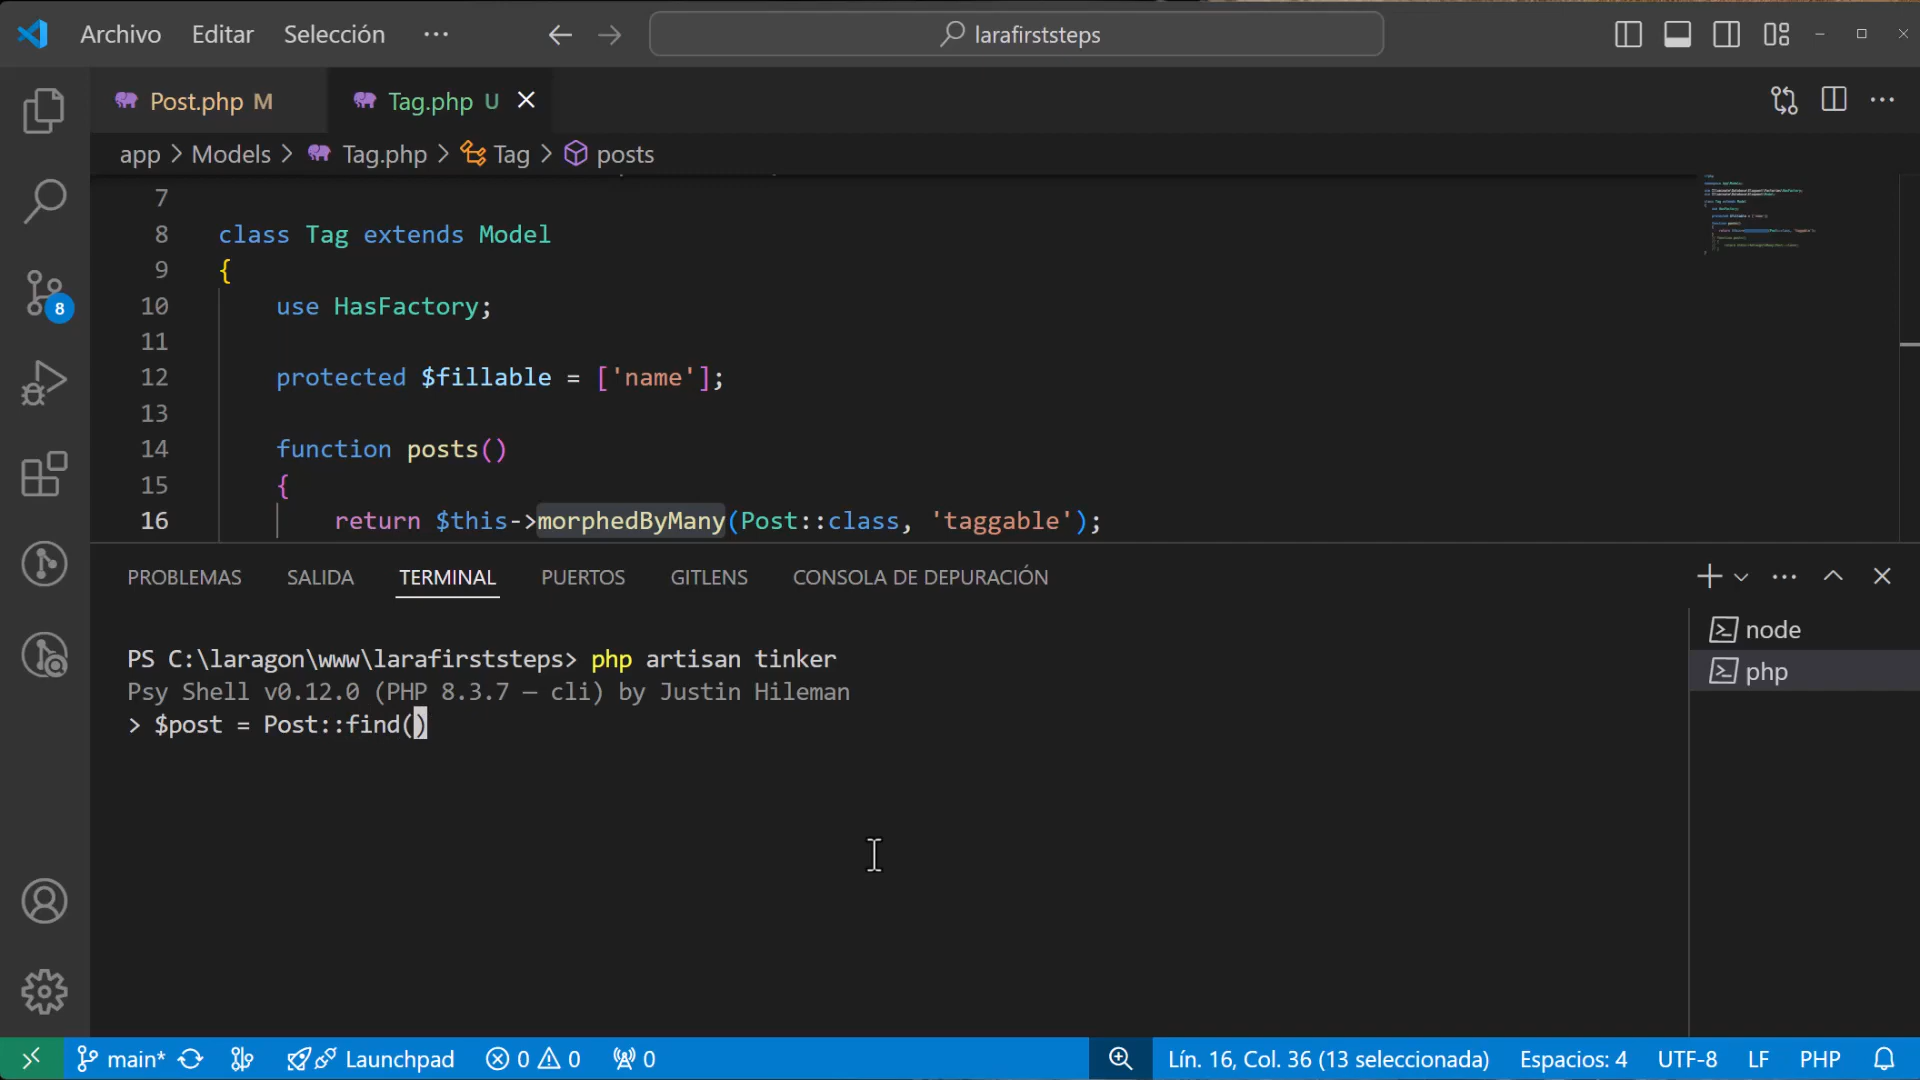 Archivo Editar Selección ··· larafirststeps
Post.php M Tag.php U
app > Models > Tag.php > Tag > posts
7
8 class Tag extends Model
9 {
10 use HasFactory;
11
12 protected $fillable = ['name'];
13
14 function posts()
15 {
16 return $this->morphedByMany(Post::class, 'taggable');
PROBLEMAS SALIDA TERMINAL PUERTOS GITLENS CONSOLA DE DEPURACIÓN
8
node
php
PS C:\laragon\www\larafirststeps> php artisan tinker
Psy Shell v0.12.0 (PHP 8.3.7 — cli) by Justin Hileman
> $post = Post::find()
main* Launchpad 0 0 0 Lín. 16, Col. 36 (13 seleccionada) Espacios: 4 UTF-8 LF PHP